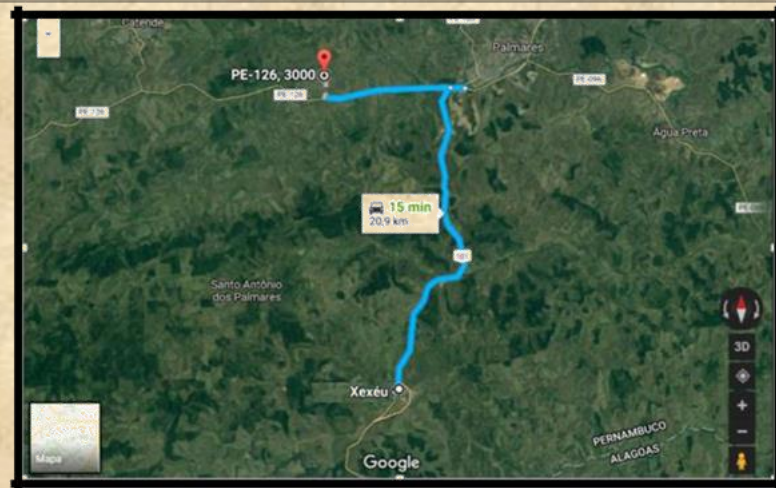 Catende
Palmares
PE-126, 3000
PE-126
PE-096
PE-126
Água Preta
15 min
20,9 km
101
Santo Antônio
dos Palmares
3D
Xexéu
+
−
PERNAMBUCO
ALAGOAS
Mapa
Google